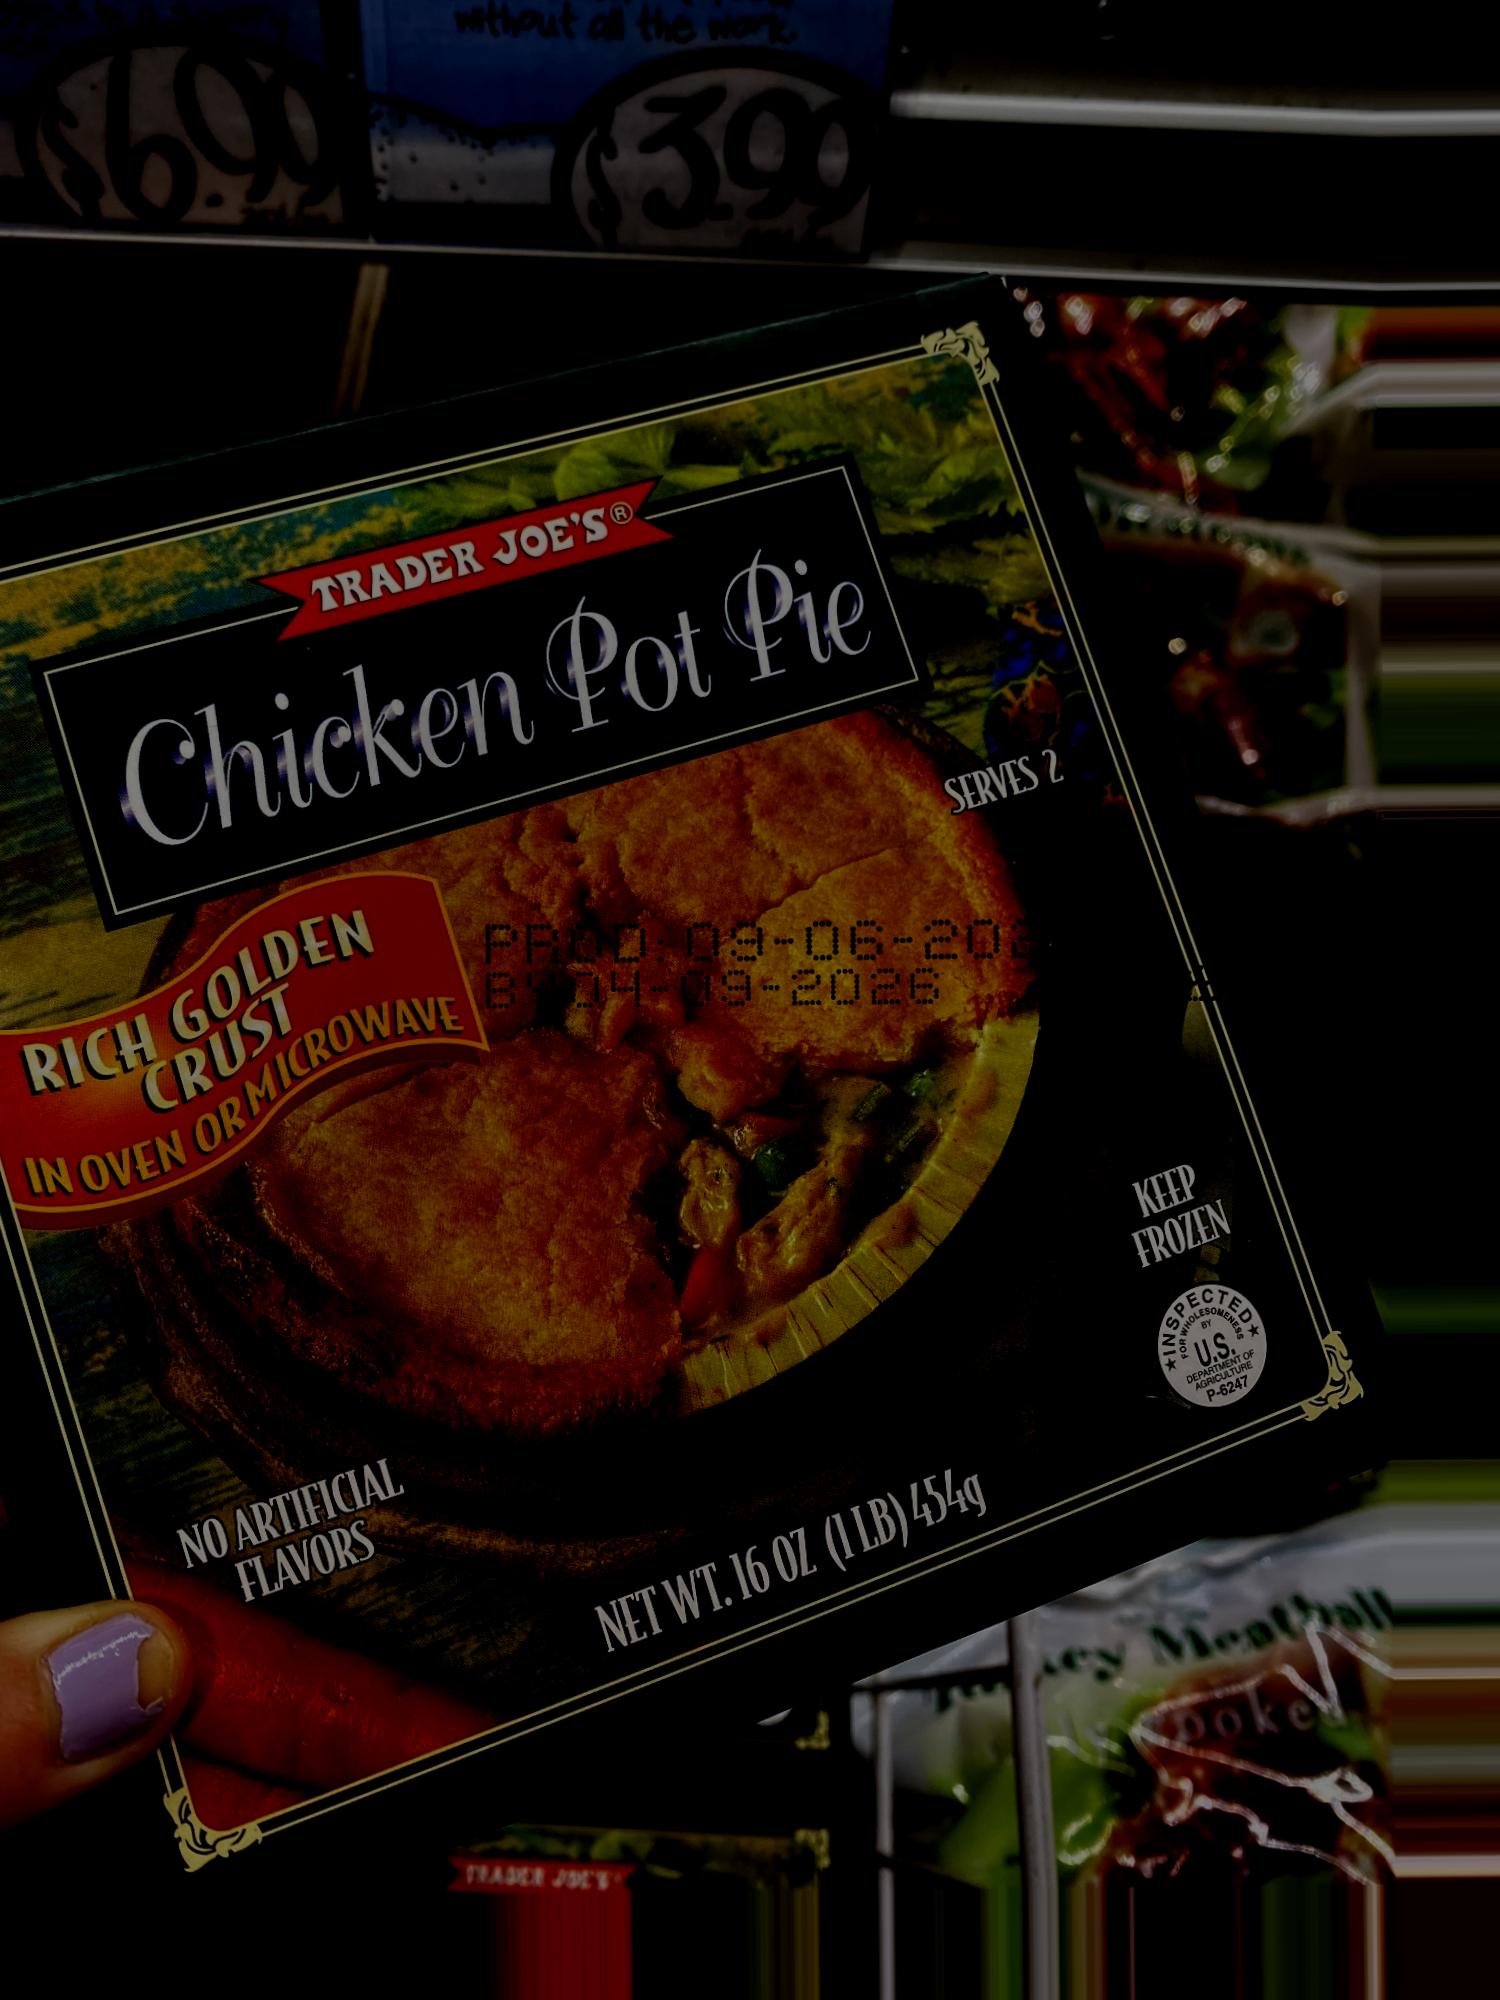 without all the work.
$6.99
$3.99
TRADER JOE'S®
Chicken Pot Pie
SERVES 2
RICH GOLDEN
CRUST
IN OVEN OR MICROWAVE
PROD:09-06-202
BY 04-09-2026
KEEP
FROZEN
INSPECTED
FOR WHOLESOMENESS
BY
U.S.
DEPARTMENT OF
AGRICULTURE
P-6247
NO ARTIFICIAL
FLAVORS
NET WT. 16 OZ (1 LB) 454g
Meatball
TRADER JOE'S